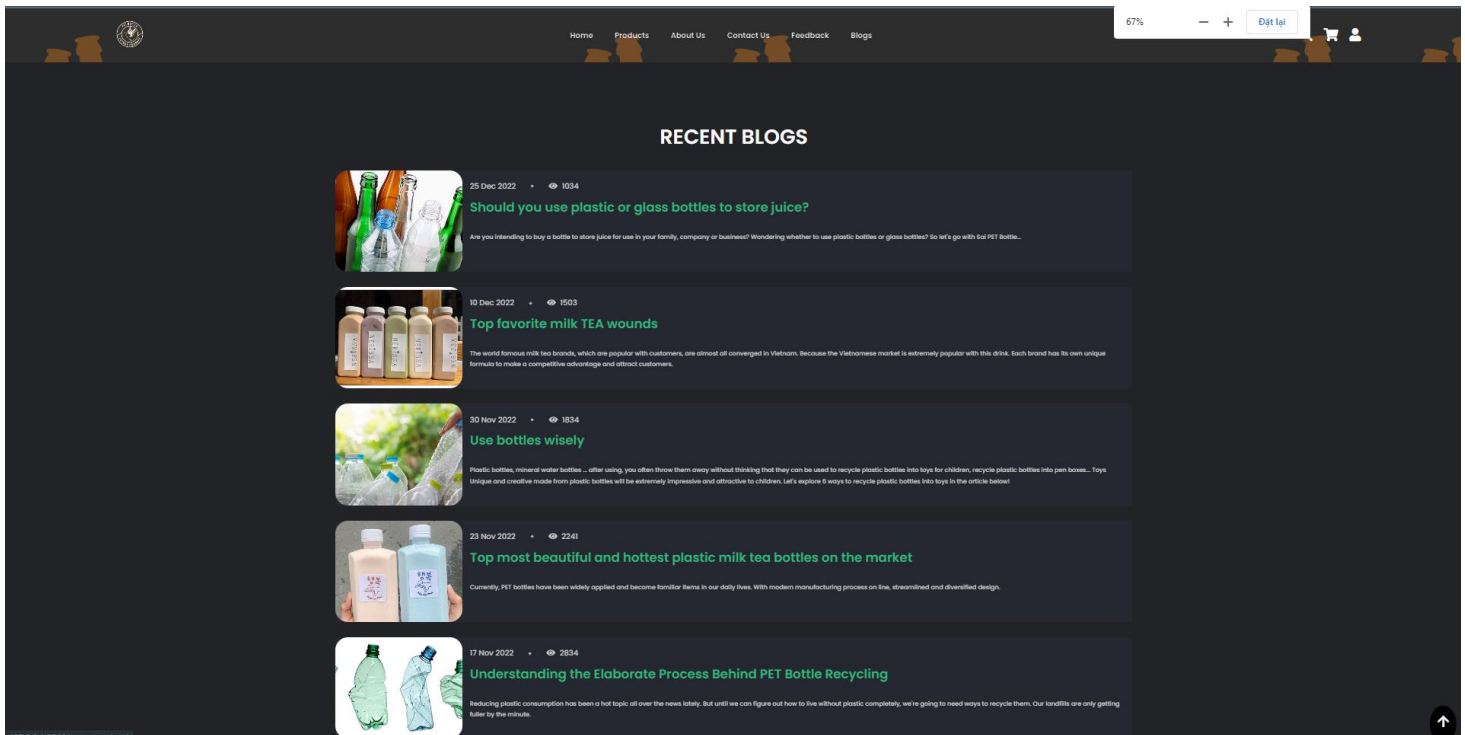 Home Products About Us Contact Us Feedback Blogs
67% Đặt lại
RECENT BLOGS
25 Dec 2022 • 1034
Should you use plastic or glass bottles to store juice?
Are you intending to buy a bottle to store juice for use in your family, company or business? Wondering whether to use plastic bottles or glass bottles? So let's go with Sai PET Bottle...
10 Dec 2022 • 1503
Top favorite milk TEA wounds
The world famous milk tea brands, which are popular with customers, are almost all converged in Vietnam. Because the Vietnamese market is extremely popular with this drink. Each brand has its own unique
formula to make a competitive advantage and attract customers.
30 Nov 2022 • 1834
Use bottles wisely
Plastic bottles, mineral water bottles ... after using, you often throw them away without thinking that they can be used to recycle plastic bottles into toys for children, recycle plastic bottles into pen boxes... Toys
Unique and creative made from plastic bottles will be extremely impressive and attractive to children. Let's explore 6 ways to recycle plastic bottles into toys in the article below!
23 Nov 2022 • 2241
Top most beautiful and hottest plastic milk tea bottles on the market
Currently, PET bottles have been widely applied and become familiar items in our daily lives. With modern manufacturing process on line, streamlined and diversified design.
17 Nov 2022 • 2834
Understanding the Elaborate Process Behind PET Bottle Recycling
Reducing plastic consumption has been a hot topic all over the news lately. But until we can figure out how to live without plastic completely, we're going to need ways to recycle them. Our landfills are only getting
fuller by the minute.